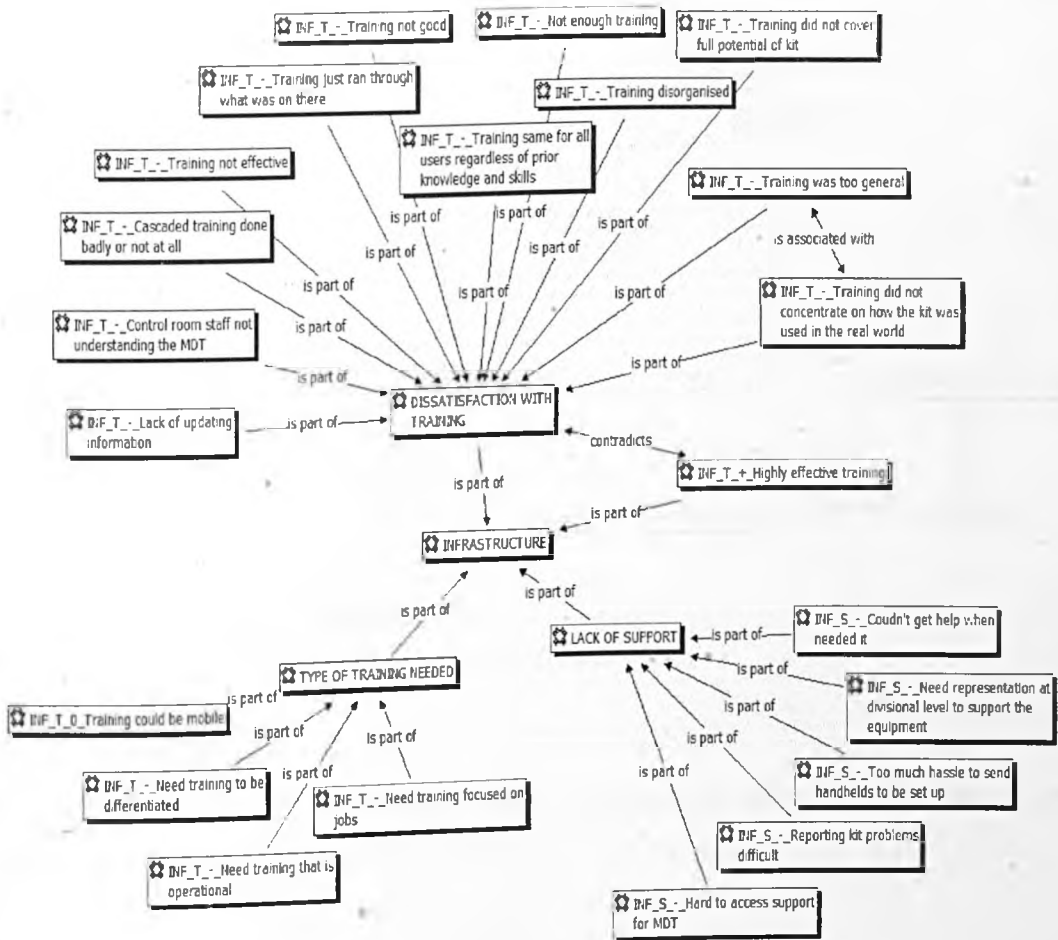 INF_T_-_Training not good
INF_T_-_Not enough training
INF_T_-_Training did not cover
full potential of kit
INF_T_-_Training just ran through
what was on there
INF_T_-_Training disorganised
INF_T_-_Training same for all
users regardless of prior
knowledge and skills
INF_T_-_Training not effective
INF_T_-_Training was too general
INF_T_-_Cascaded training done
badly or not at all
is part of
is part of
is part of
is part of
is part of
is associated with
INF_T_-_Training did not
concentrate on how the kit was
used in the real world
INF_T_-_Control room staff not
understanding the MDT
is part of
is part of
is part of
is part of
is part of
is part of
DISSATISFACTION WITH
TRAINING
INF_T_-_Lack of updating
information
is part of
contradicts
INF_T_+_Highly effective training
is part of
is part of
INFRASTRUCTURE
is part of
is part of
LACK OF SUPPORT
is part of
INF_S_-_Coudn't get help when
needed it
TYPE OF TRAINING NEEDED
is part of
INF_S_-_Need representation at
divisional level to support the
equipment
is part of
INF_T_0_Training could be mobile
is part of
is part of
is part of
is part of
INF_T_-_Need training to be
differentiated
is part of
INF_T_-_Need training focused on
jobs
is part of
INF_S_-_Too much hassle to send
handhelds to be set up
INF_S_-_Reporting kit problems
difficult
INF_T_-_Need training that is
operational
INF_S_-_Hard to access support
for MDT